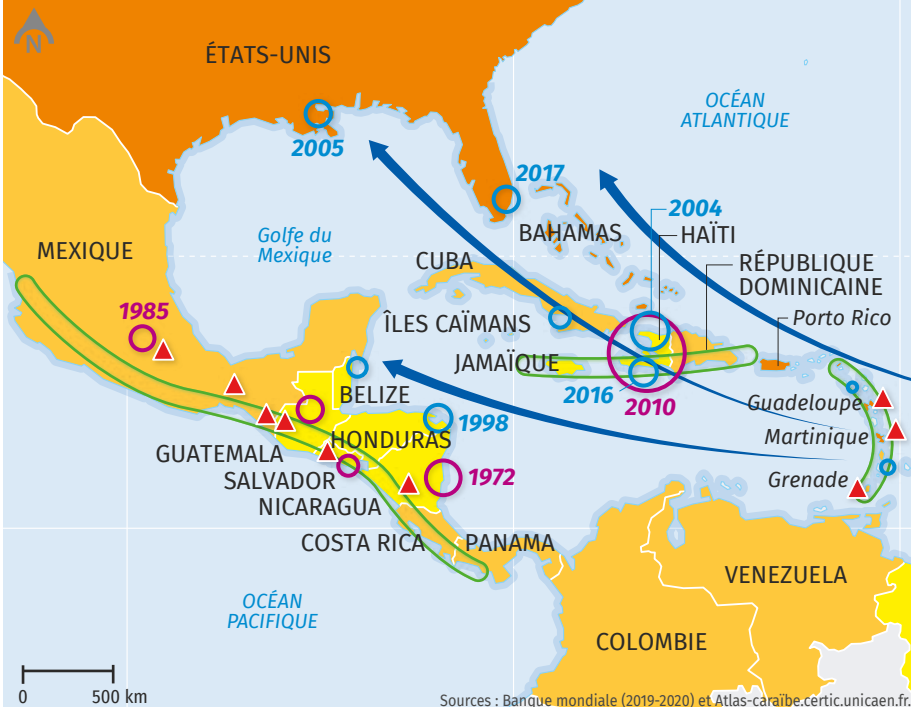 N
ÉTATS-UNIS
OCÉAN
ATLANTIQUE
2005
2017
2004
BAHAMAS
HAÏTI
Golfe du
Mexique
MEXIQUE
CUBA
RÉPUBLIQUE
DOMINICAINE
1985
ÎLES CAÏMANS
Porto Rico
JAMAÏQUE
BELIZE
2016
2010
Guadeloupe
1998
HONDURAS
Martinique
GUATEMALA
SALVADOR
1972
Grenade
NICARAGUA
COSTA RICA
PANAMA
VENEZUELA
OCÉAN
PACIFIQUE
COLOMBIE
0 500 km
Sources : Banque mondiale (2019-2020) et Atlas-caraïbe.certic.unicaen.fr.